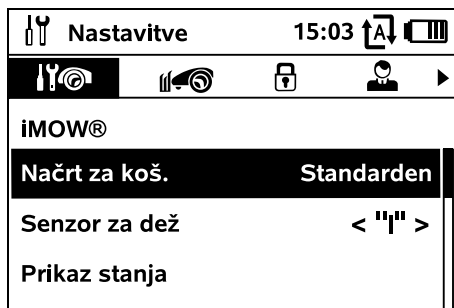 Nastavitve 15:03 A
iMOW®
Načrt za koš. Standarden
Senzor za dež < "|" >
Prikaz stanja